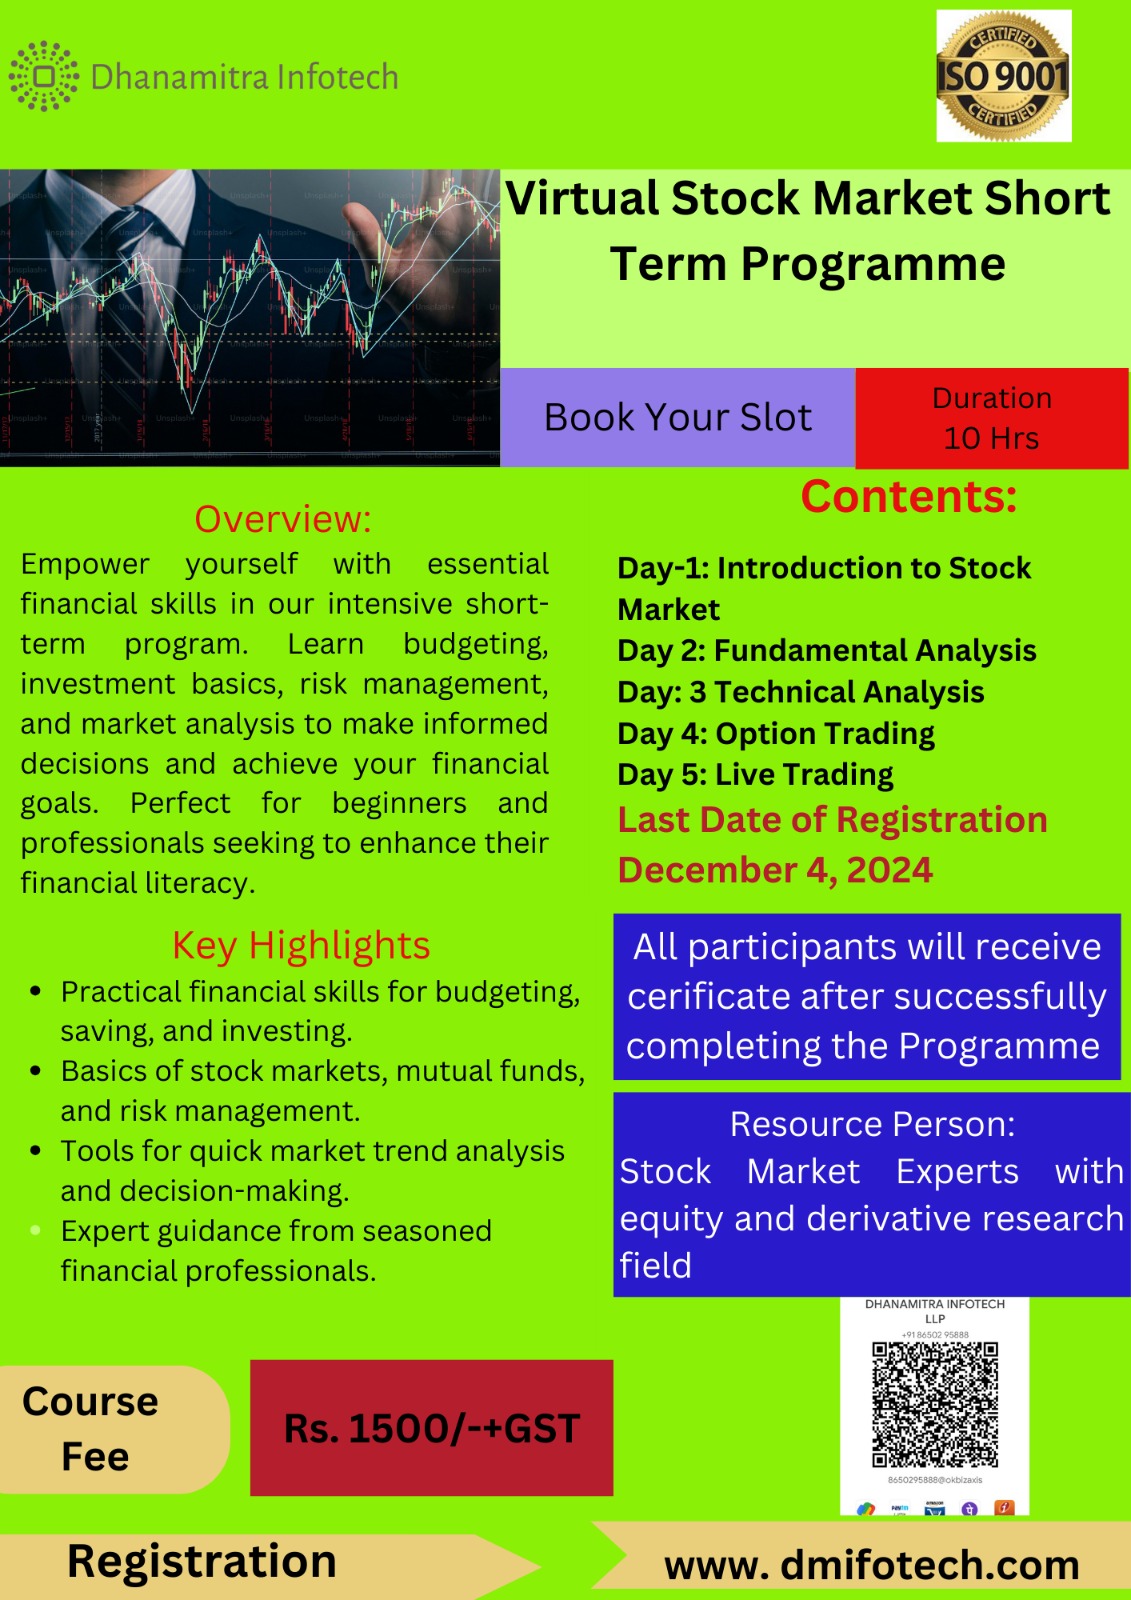 Dhanamitra Infotech
CERTIFIED
ISO 9001
CERTIFIED
Virtual Stock Market Short
Term Programme
Book Your Slot
Duration
10 Hrs
Overview:
Empower yourself with essential
financial skills in our intensive short-
term program. Learn budgeting,
investment basics, risk management,
and market analysis to make informed
decisions and achieve your financial
goals. Perfect for beginners and
professionals seeking to enhance their
financial literacy.
Key Highlights
Practical financial skills for budgeting,
saving, and investing.
Basics of stock markets, mutual funds,
and risk management.
Tools for quick market trend analysis
and decision-making.
Expert guidance from seasoned
financial professionals.
Contents:
Day-1: Introduction to Stock
Market
Day 2: Fundamental Analysis
Day: 3 Technical Analysis
Day 4: Option Trading
Day 5: Live Trading
Last Date of Registration
December 4, 2024
All participants will receive
cerificate after successfully
completing the Programme
Resource Person:
Stock Market Experts with
equity and derivative research
field
DHANAMITRA INFOTECH
LLP
+91 86502 95888
8650295888@okbizaxis
Course
Fee
Rs. 1500/-+GST
Registration
www. dmifotech.com